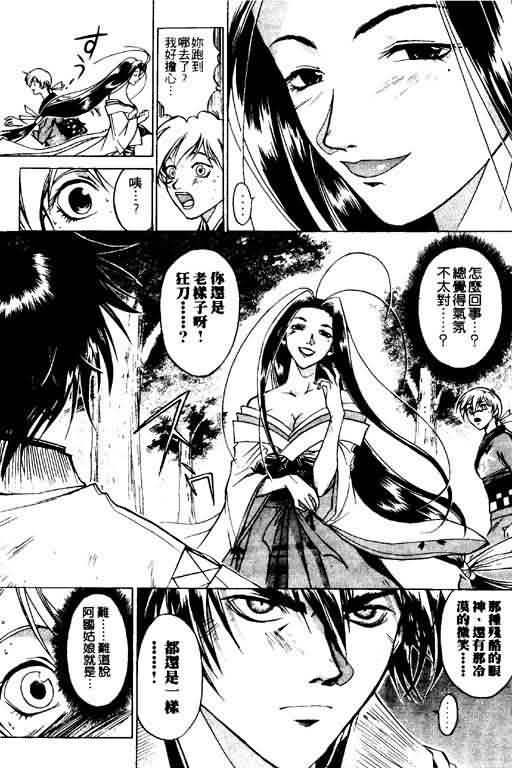 妳跑到
哪去了?
我好擔心…
す
う
……
咦
……?
怎麼回事…?
總覺得氣氛
不太對……?
你還是
老樣子呀!
狂刀……?
那種殘酷的眼
神、還有那冷
漠的微笑……
……
都還是一樣
……!
難……難道說
阿國姑娘就是…